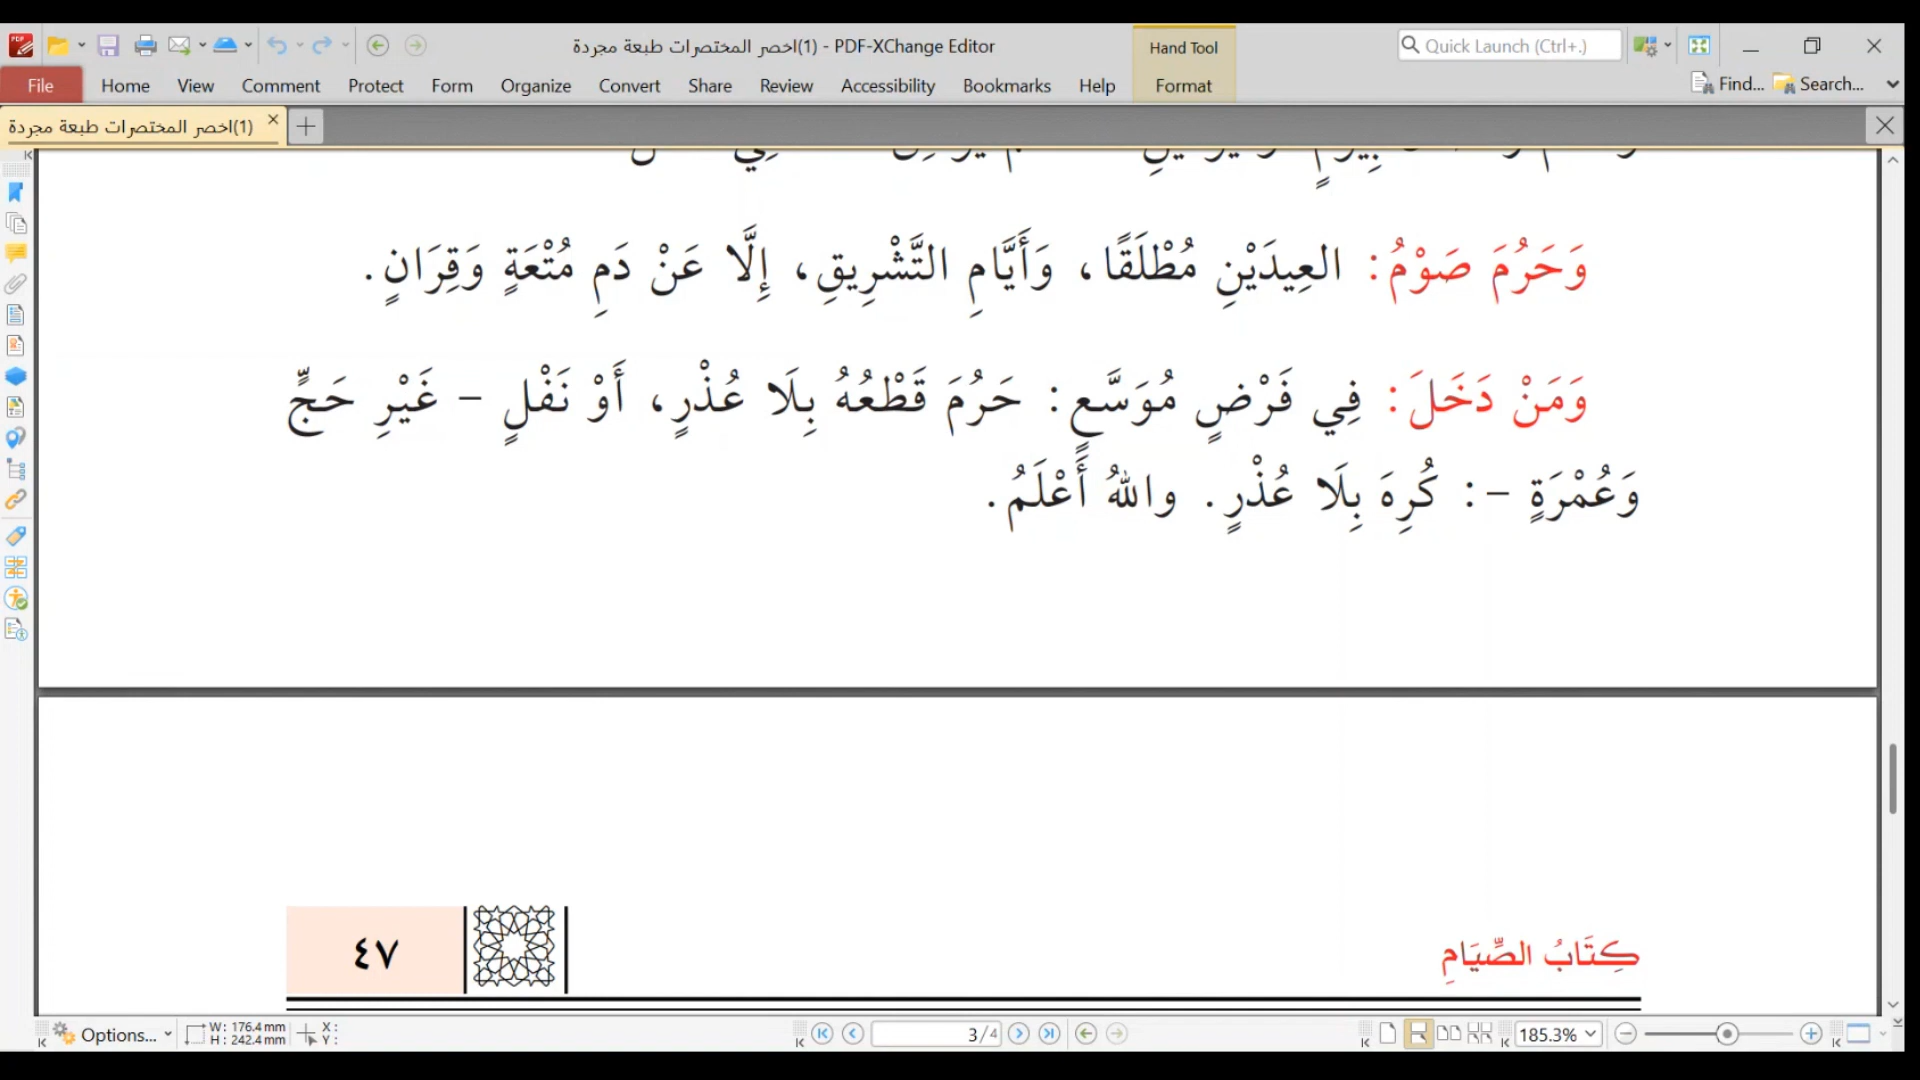 (1)اخصر المختصرات طبعة مجردة - PDF-XChange Editor
Hand Tool
Quick Launch (Ctrl+.)
File Home View Comment Protect Form Organize Convert Share Review Accessibility Bookmarks Help Format
Find... Search...
(1)اخصر المختصرات طبعة مجردة
وَحَرُمَ صَوْمُ: العِيدَيْنِ مُطْلَقًا، وَأَيَّامِ التَّشْرِيقِ، إِلَّا عَنْ دَمِ مُتْعَةٍ وَقِرَانٍ.
وَمَنْ دَخَلَ: فِي فَرْضٍ مُوَسَّعٍ: حَرُمَ قَطْعُهُ بِلَا عُذْرٍ، أَوْ نَفْلٍ – غَيْرِ حَجٍّ
وَعُمْرَةٍ –: كُرِهَ بِلَا عُذْرٍ. واللهُ أَعْلَمُ.
كِتَابُ الصِّيَامِ
٤٧
Options... W: 176.4 mm X:
H: 242.4 mm Y:
3 / 4
185.3%